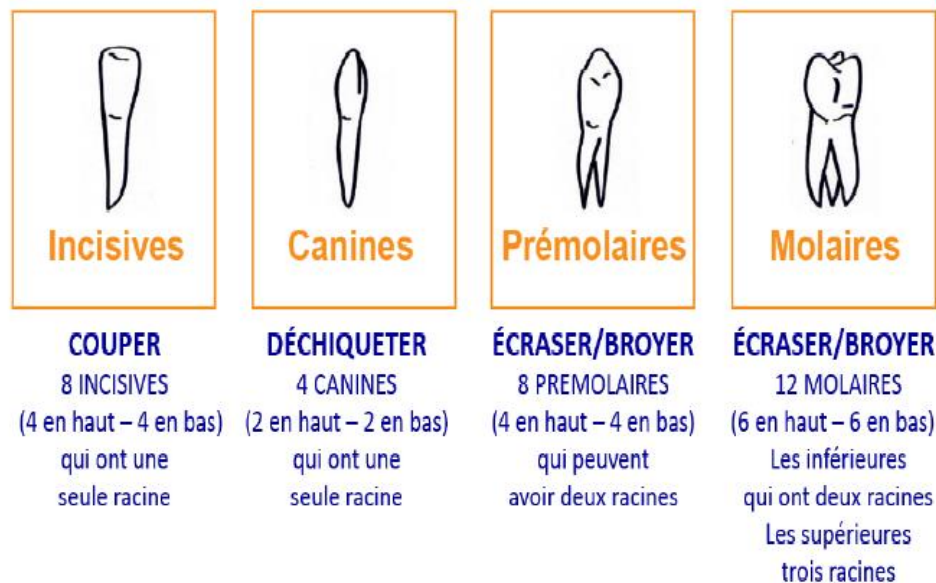 Incisives
Canines
Prémolaires
Molaires
COUPER
8 INCISIVES
(4 en haut – 4 en bas)
qui ont une
seule racine
DÉCHIQUETER
4 CANINES
(2 en haut – 2 en bas)
qui ont une
seule racine
ÉCRASER/BROYER
8 PREMOLAIRES
(4 en haut – 4 en bas)
qui peuvent
avoir deux racines
ÉCRASER/BROYER
12 MOLAIRES
(6 en haut – 6 en bas)
Les inférieures
qui ont deux racines
Les supérieures
trois racines